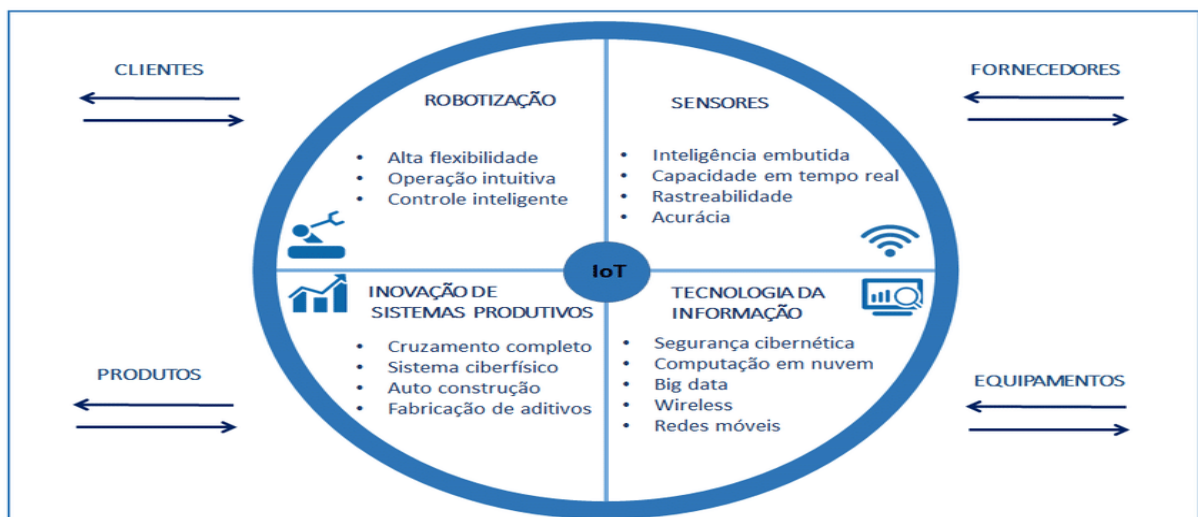 CLIENTES
FORNECEDORES
ROBOTIZAÇÃO
• Alta flexibilidade
• Operação intuitiva
• Controle inteligente
SENSORES
• Inteligência embutida
• Capacidade em tempo real
• Rastreabilidade
• Acurácia
IoT
INOVAÇÃO DE
SISTEMAS PRODUTIVOS
• Cruzamento completo
• Sistema ciberfísico
• Auto construção
• Fabricação de aditivos
TECNOLOGIA DA
INFORMAÇÃO
• Segurança cibernética
• Computação em nuvem
• Big data
• Wireless
• Redes móveis
PRODUTOS
EQUIPAMENTOS